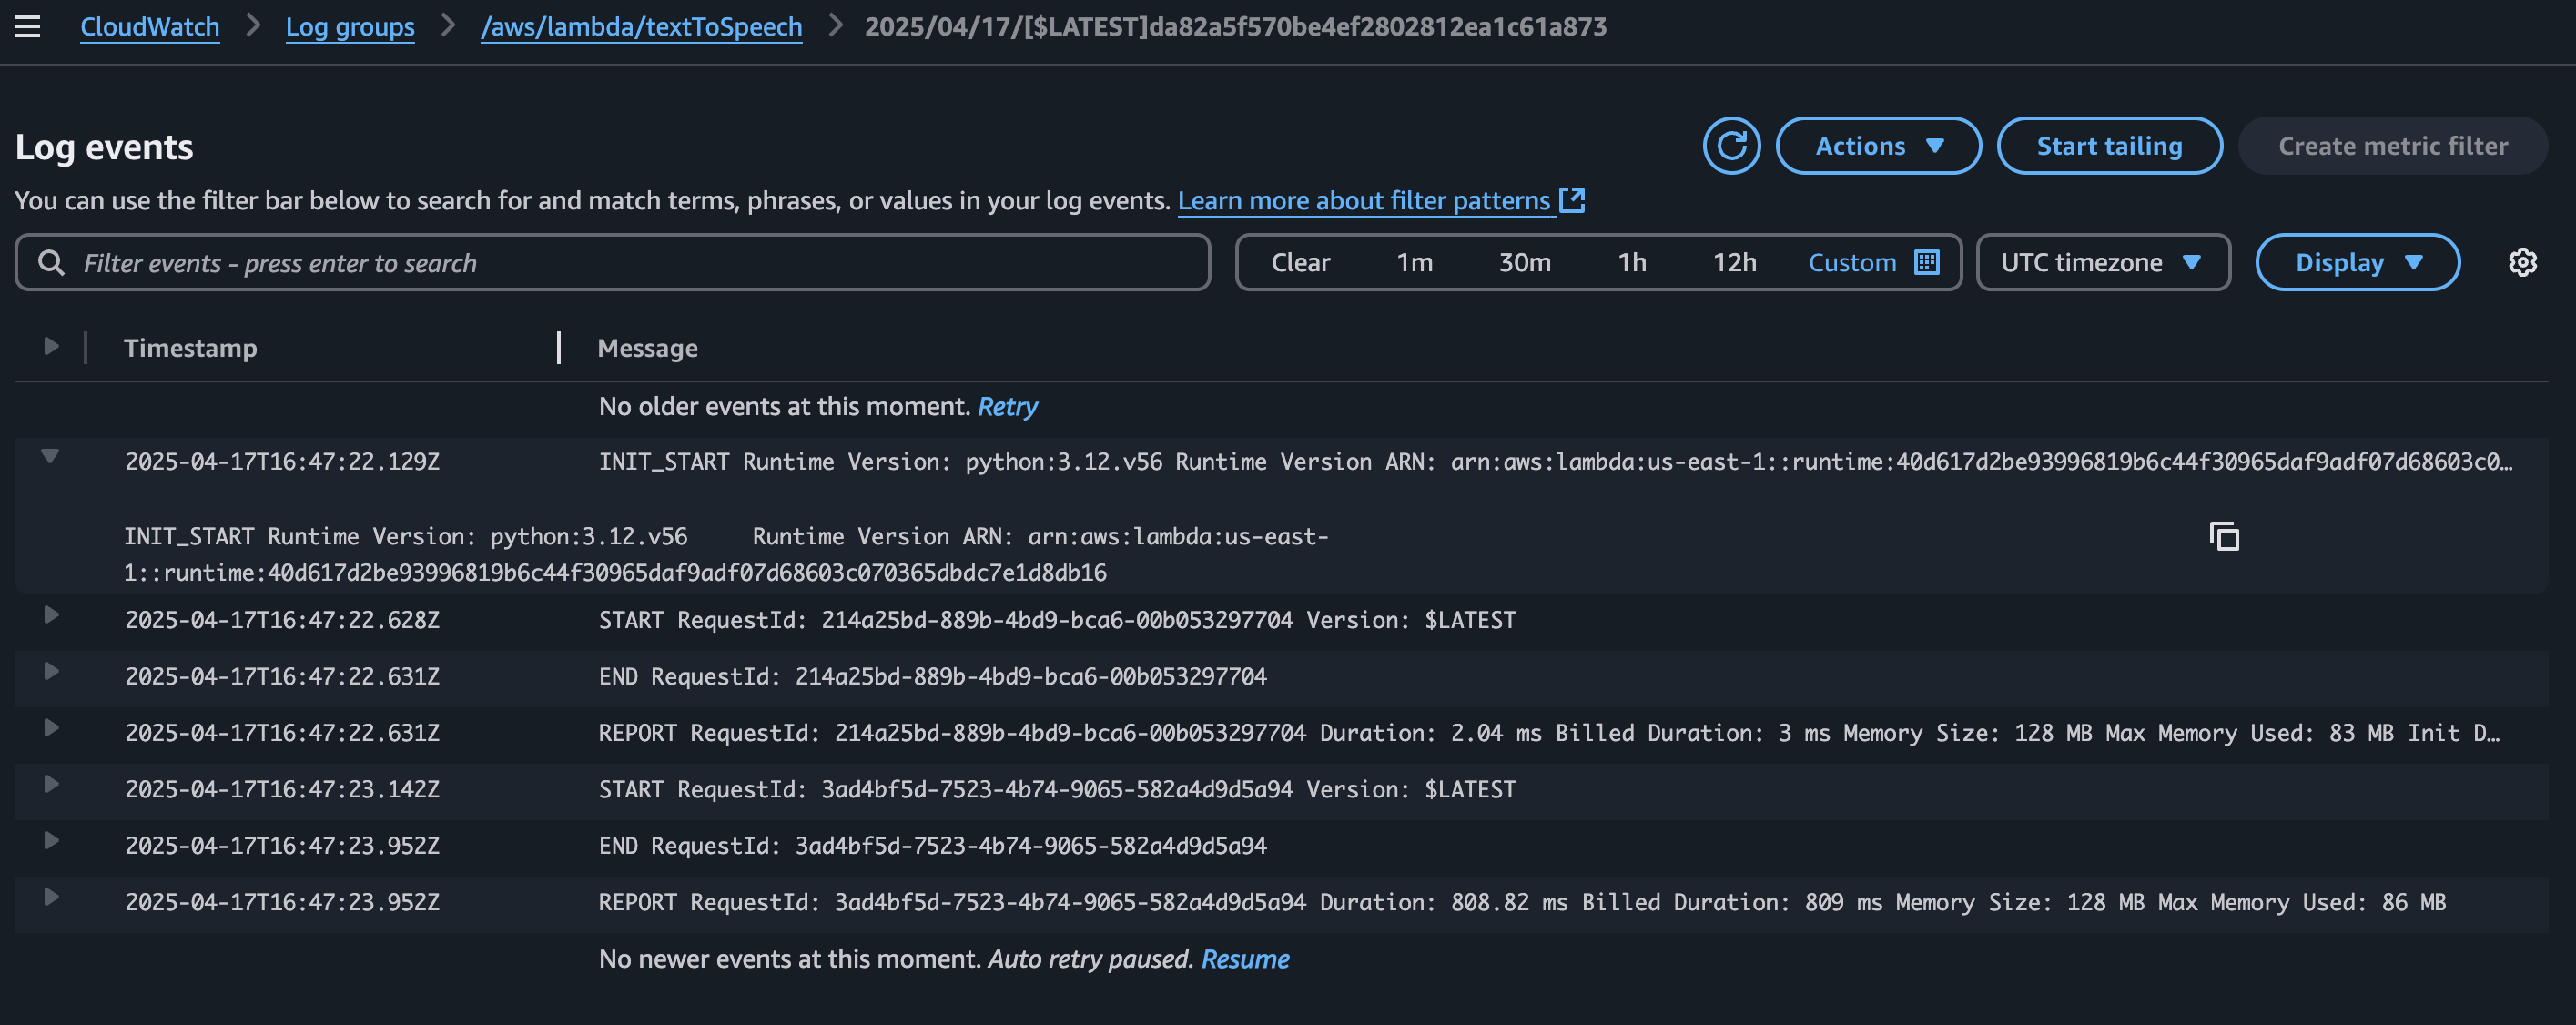 CloudWatch > Log groups > /aws/lambda/textToSpeech > 2025/04/17/[$LATEST]da82a5f570be4ef2802812ea1c61a873
Log events
Actions
Start tailing
Create metric filter
You can use the filter bar below to search for and match terms, phrases, or values in your log events. Learn more about filter patterns
Filter events - press enter to search
Clear 1m 30m 1h 12h Custom
UTC timezone
Display
Timestamp Message
No older events at this moment. Retry
2025-04-17T16:47:22.129Z INIT_START Runtime Version: python:3.12.v56 Runtime Version ARN: arn:aws:lambda:us-east-1::runtime:40d617d2be93996819b6c44f30965daf9adf07d68603c0…
INIT_START Runtime Version: python:3.12.v56 Runtime Version ARN: arn:aws:lambda:us-east-
1::runtime:40d617d2be93996819b6c44f30965daf9adf07d68603c070365dbdc7e1d8db16
2025-04-17T16:47:22.628Z START RequestId: 214a25bd-889b-4bd9-bca6-00b053297704 Version: $LATEST
2025-04-17T16:47:22.631Z END RequestId: 214a25bd-889b-4bd9-bca6-00b053297704
2025-04-17T16:47:22.631Z REPORT RequestId: 214a25bd-889b-4bd9-bca6-00b053297704 Duration: 2.04 ms Billed Duration: 3 ms Memory Size: 128 MB Max Memory Used: 83 MB Init D…
2025-04-17T16:47:23.142Z START RequestId: 3ad4bf5d-7523-4b74-9065-582a4d9d5a94 Version: $LATEST
2025-04-17T16:47:23.952Z END RequestId: 3ad4bf5d-7523-4b74-9065-582a4d9d5a94
2025-04-17T16:47:23.952Z REPORT RequestId: 3ad4bf5d-7523-4b74-9065-582a4d9d5a94 Duration: 808.82 ms Billed Duration: 809 ms Memory Size: 128 MB Max Memory Used: 86 MB
No newer events at this moment. Auto retry paused. Resume